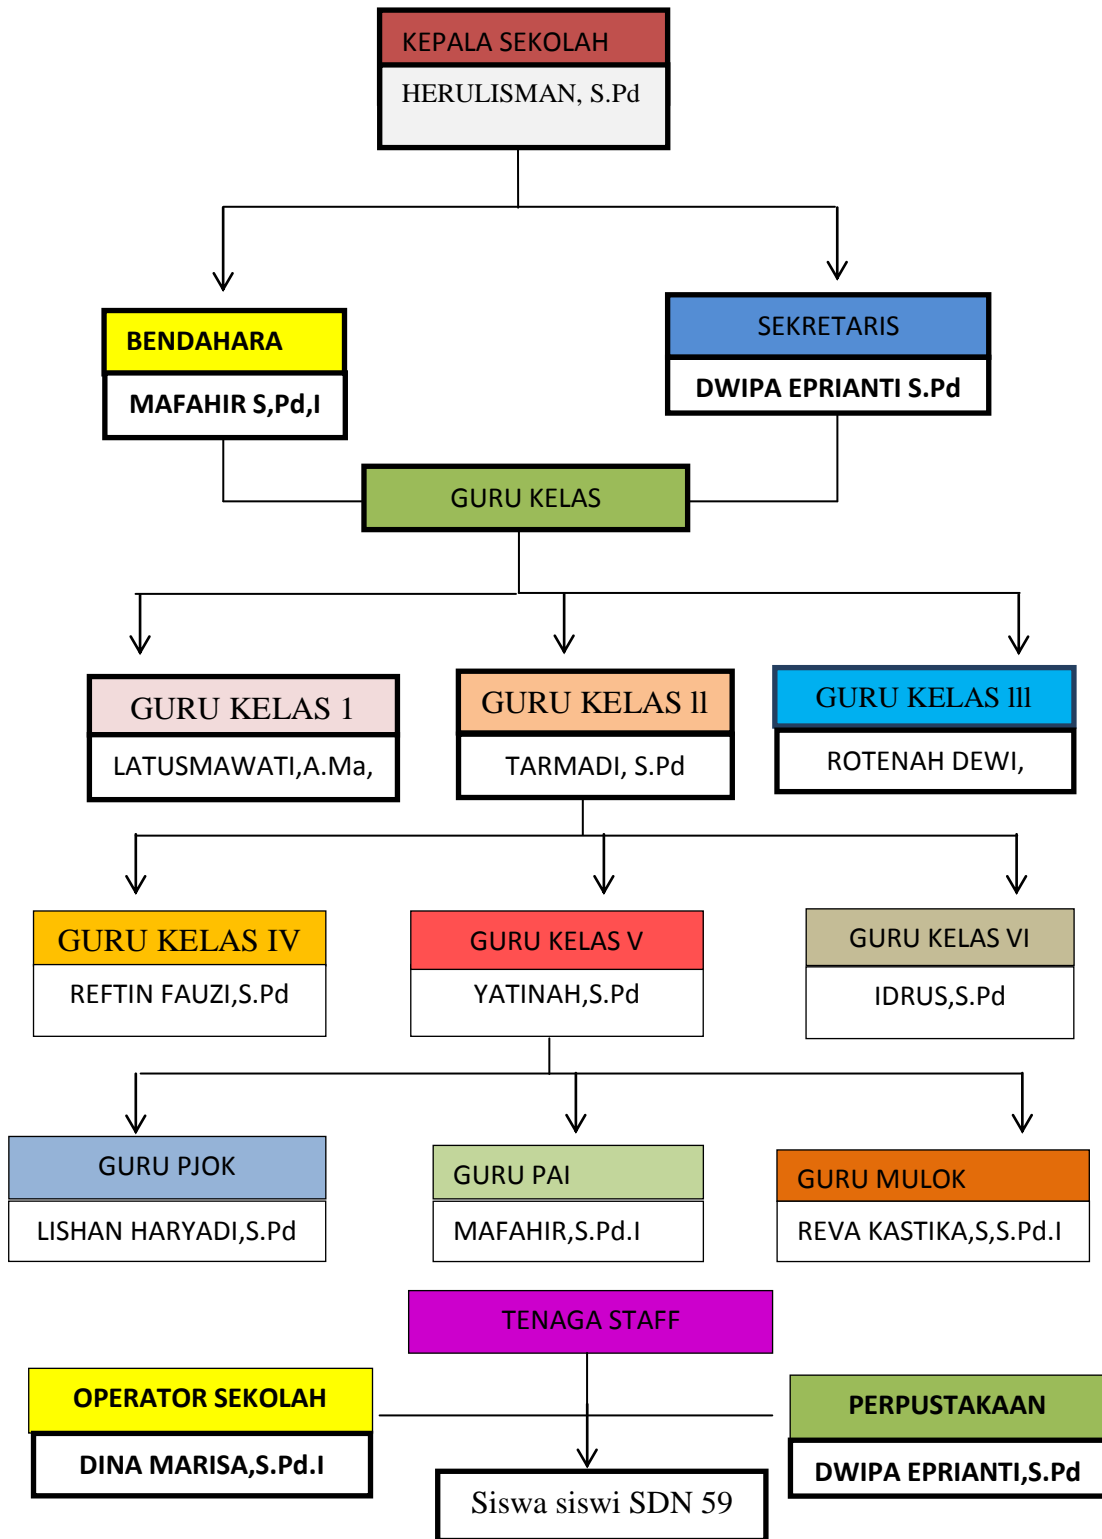 KEPALA SEKOLAH
HERULISMAN, S.Pd
BENDAHARA
MAFAHIR S,Pd,I
SEKRETARIS
DWIPA EPRIANTI S.Pd
GURU KELAS
GURU KELAS 1
LATUSMAWATI,A.Ma,
GURU KELAS ll
TARMADI, S.Pd
GURU KELAS lll
ROTENAH DEWI,
GURU KELAS IV
REFTIN FAUZI,S.Pd
GURU KELAS V
YATINAH,S.Pd
GURU KELAS VI
IDRUS,S.Pd
GURU PJOK
LISHAN HARYADI,S.Pd
GURU PAI
MAFAHIR,S.Pd.I
GURU MULOK
REVA KASTIKA,S,S.Pd.I
TENAGA STAFF
OPERATOR SEKOLAH
DINA MARISA,S.Pd.I
PERPUSTAKAAN
DWIPA EPRIANTI,S.Pd
Siswa siswi SDN 59